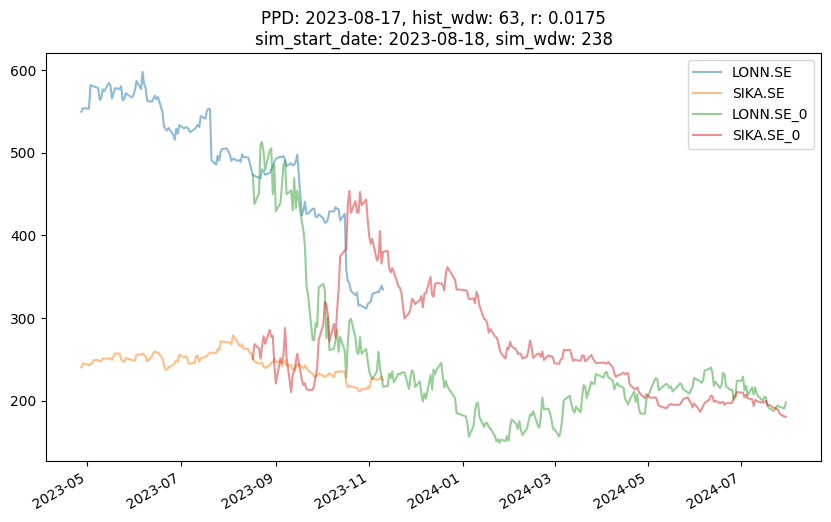 PPD: 2023-08-17, hist_wdw: 63, r: 0.0175
sim_start_date: 2023-08-18, sim_wdw: 238
LONN.SE
SIKA.SE
LONN.SE_0
SIKA.SE_0
600
500
400
300
200
2023-05
2023-07
2023-09
2023-11
2024-01
2024-03
2024-05
2024-07